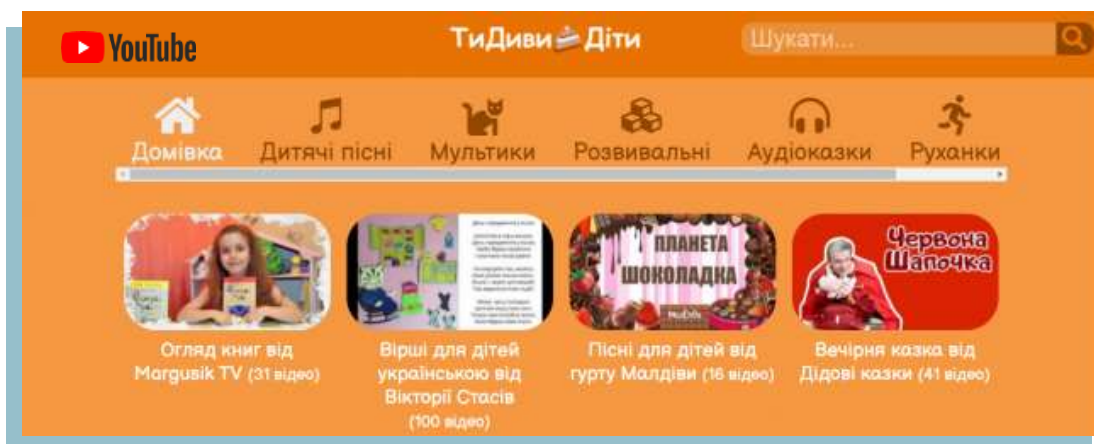 YouTube
ТиДиви Діти
Шукати...
Домівка
Дитячі пісні
Мультики
Розвивальні
Аудіоказки
Руханки
ПЛАНЕТА
ШОКОЛАДКА
Червона
Шапочка
Огляд книг від
Margusik TV (31 відео)
Вірші для дітей
українською від
Вікторії Стасів
(100 відео)
Пісні для дітей від
гурту Малдіви (16 відео)
Вечірня казка від
Дідові казки (41 відео)